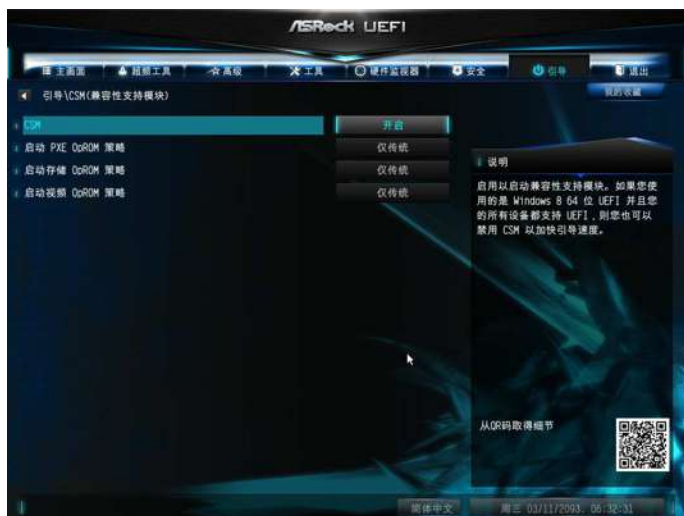 ASRock UEFI
主画面 超频工具 高级 工具 硬件监视器 安全 引导 退出
我的收藏
引导\CSM(兼容性支持模块)
CSM 开启
启动 PXE OpROM 策略 仅传统
启动存储 OpROM 策略 仅传统
启动视频 OpROM 策略 仅传统
说明
启用以启动兼容性支持模块。如果您使
用的是 Windows 8 64 位 UEFI 并且您
的所有设备都支持 UEFI，则您也可以
禁用 CSM 以加快引导速度。
从QR码取得细节
简体中文 周三 03/11/2093. 06:32:31